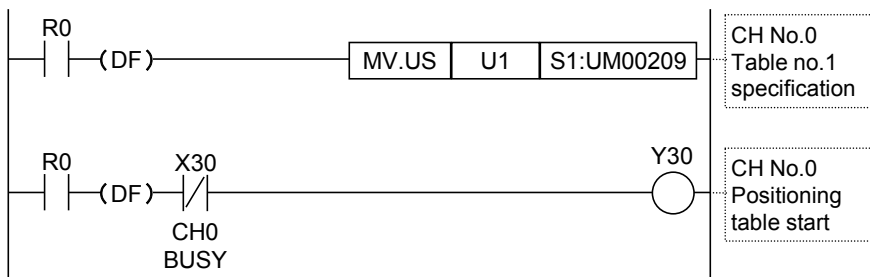 R0
(DF)
MV.US U1 S1:UM00209
CH No.0
Table no.1
specification
R0
(DF)
X30
CH0
BUSY
Y30
CH No.0
Positioning
table start